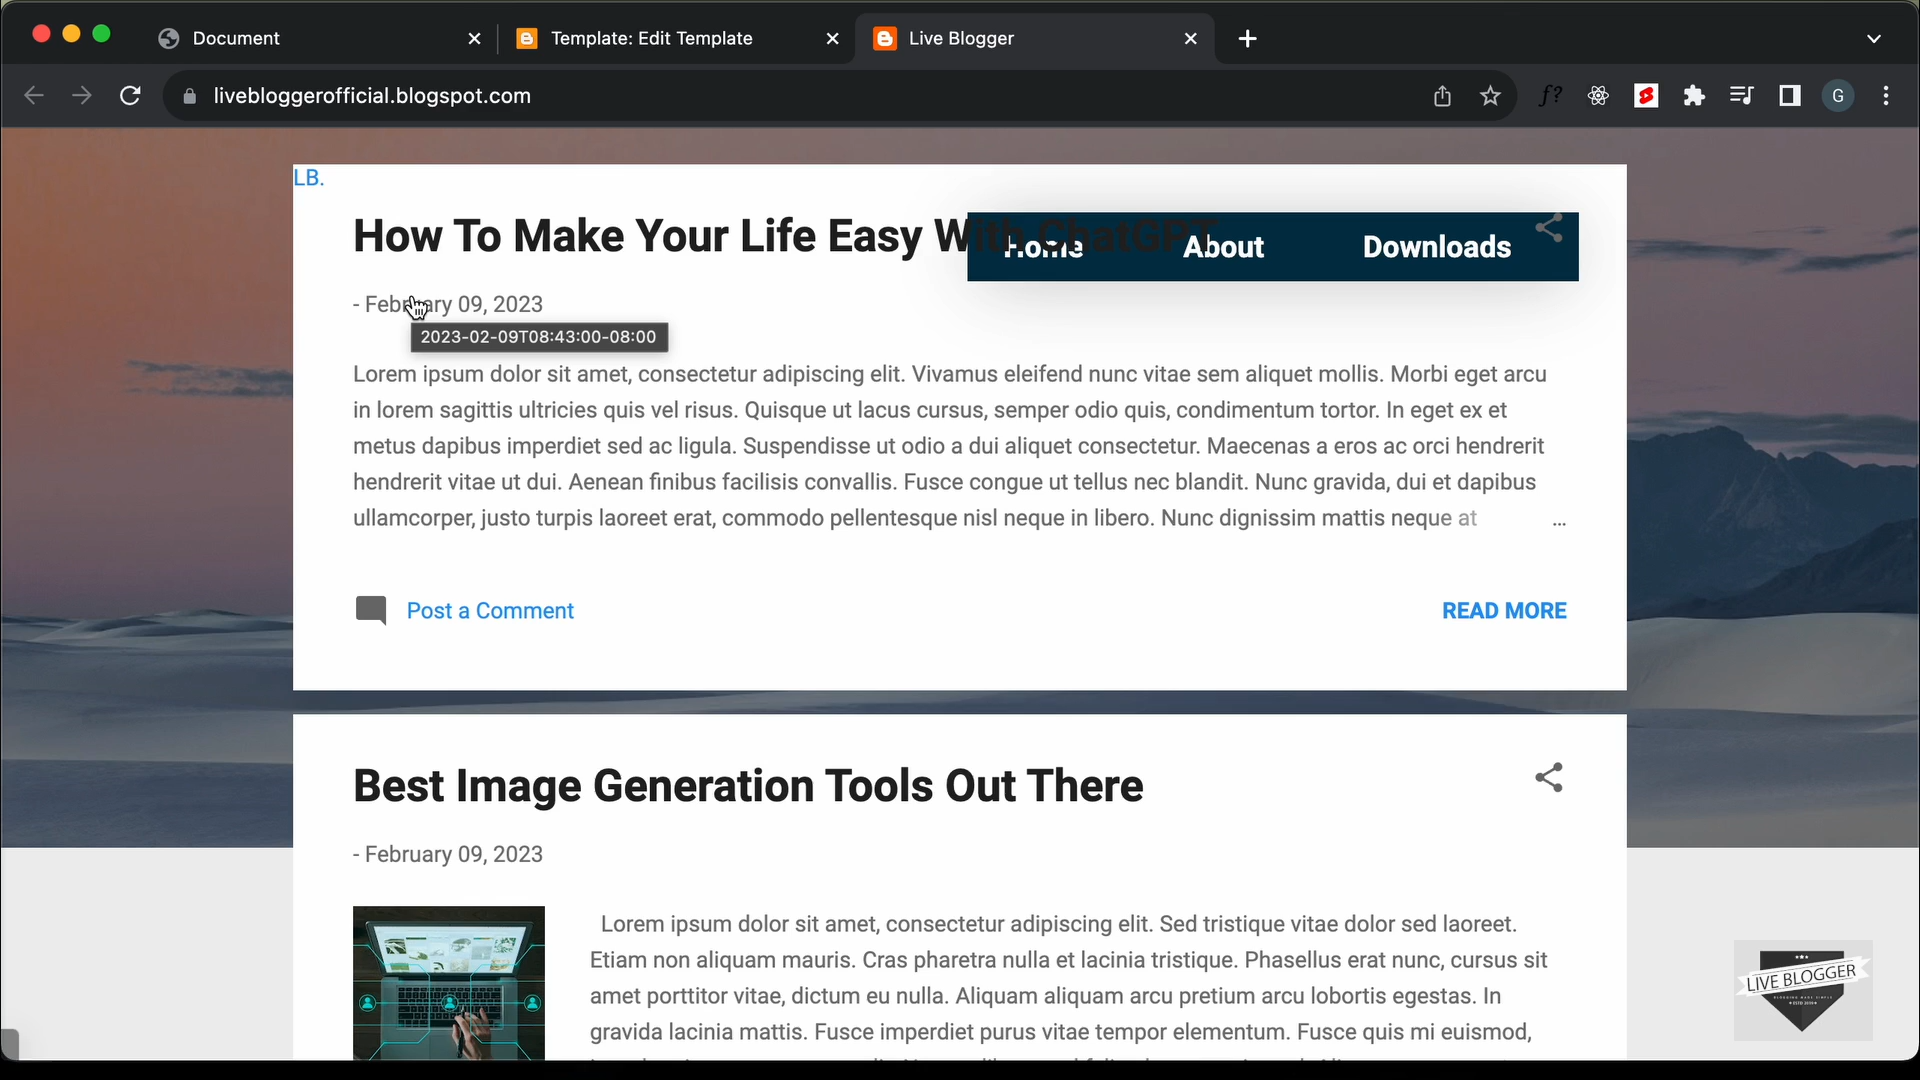 Document
Template: Edit Template
Live Blogger
livebloggerofficial.blogspot.com
f?
G
LB.
How To Make Your Life Easy With ChatGPT
Home About Downloads
- February 09, 2023
2023-02-09T08:43:00-08:00
Lorem ipsum dolor sit amet, consectetur adipiscing elit. Vivamus eleifend nunc vitae sem aliquet mollis. Morbi eget arcu
in lorem sagittis ultricies quis vel risus. Quisque ut lacus cursus, semper odio quis, condimentum tortor. In eget ex et
metus dapibus imperdiet sed ac ligula. Suspendisse ut odio a dui aliquet consectetur. Maecenas a eros ac orci hendrerit
hendrerit vitae ut dui. Aenean finibus facilisis convallis. Fusce congue ut tellus nec blandit. Nunc gravida, dui et dapibus
ullamcorper, justo turpis laoreet erat, commodo pellentesque nisl neque in libero. Nunc dignissim mattis neque at ...
Post a Comment
READ MORE
Best Image Generation Tools Out There
- February 09, 2023
Lorem ipsum dolor sit amet, consectetur adipiscing elit. Sed tristique vitae dolor sed laoreet.
Etiam non aliquam mauris. Cras pharetra nulla et lacinia tristique. Phasellus erat nunc, cursus sit
amet porttitor vitae, dictum eu nulla. Aliquam aliquam arcu pretium arcu lobortis egestas. In
gravida lacinia mattis. Fusce imperdiet purus vitae tempor elementum. Fusce quis mi euismod,
LIVE BLOGGER
BLOGGING MADE SIMPLE